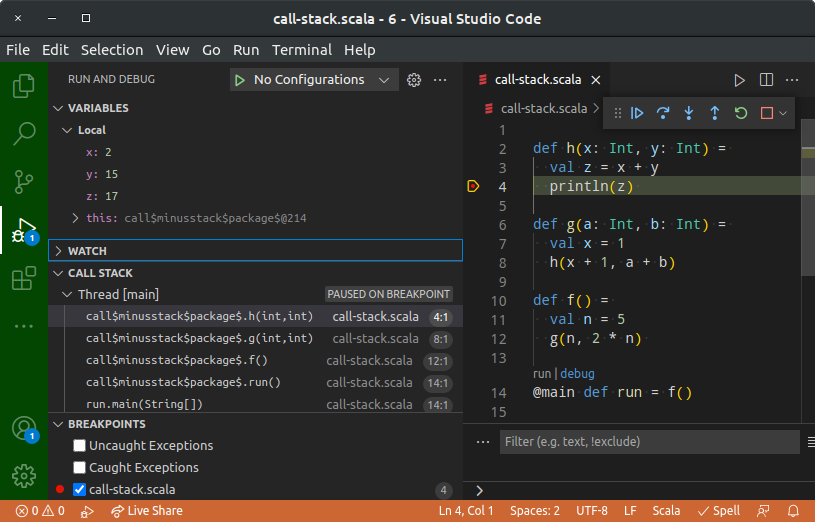 call-stack.scala - 6 - Visual Studio Code
File Edit Selection View Go Run Terminal Help
RUN AND DEBUG
No Configurations
VARIABLES
Local
x: 2
y: 15
z: 17
this: call$minusstack$package$@214
WATCH
CALL STACK
Thread [main] PAUSED ON BREAKPOINT
call$minusstack$package$.h(int,int) call-stack.scala 4:1
call$minusstack$package$.g(int,int) call-stack.scala 8:1
call$minusstack$package$.f() call-stack.scala 12:1
call$minusstack$package$.run() call-stack.scala 14:1
run.main(String[]) call-stack.scala 14:1
BREAKPOINTS
Uncaught Exceptions
Caught Exceptions
call-stack.scala 4
1
1
call-stack.scala
call-stack.scala
1
2 def h(x: Int, y: Int) =
3 val z = x + y
4 println(z)
5
6 def g(a: Int, b: Int) =
7 val x = 1
8 h(x + 1, a + b)
9
10 def f() =
11 val n = 5
12 g(n, 2 * n)
13
run | debug
14 @main def run = f()
15
Filter (e.g. text, !exclude)
0 0 Live Share Ln 4, Col 1 Spaces: 2 UTF-8 LF Scala Spell